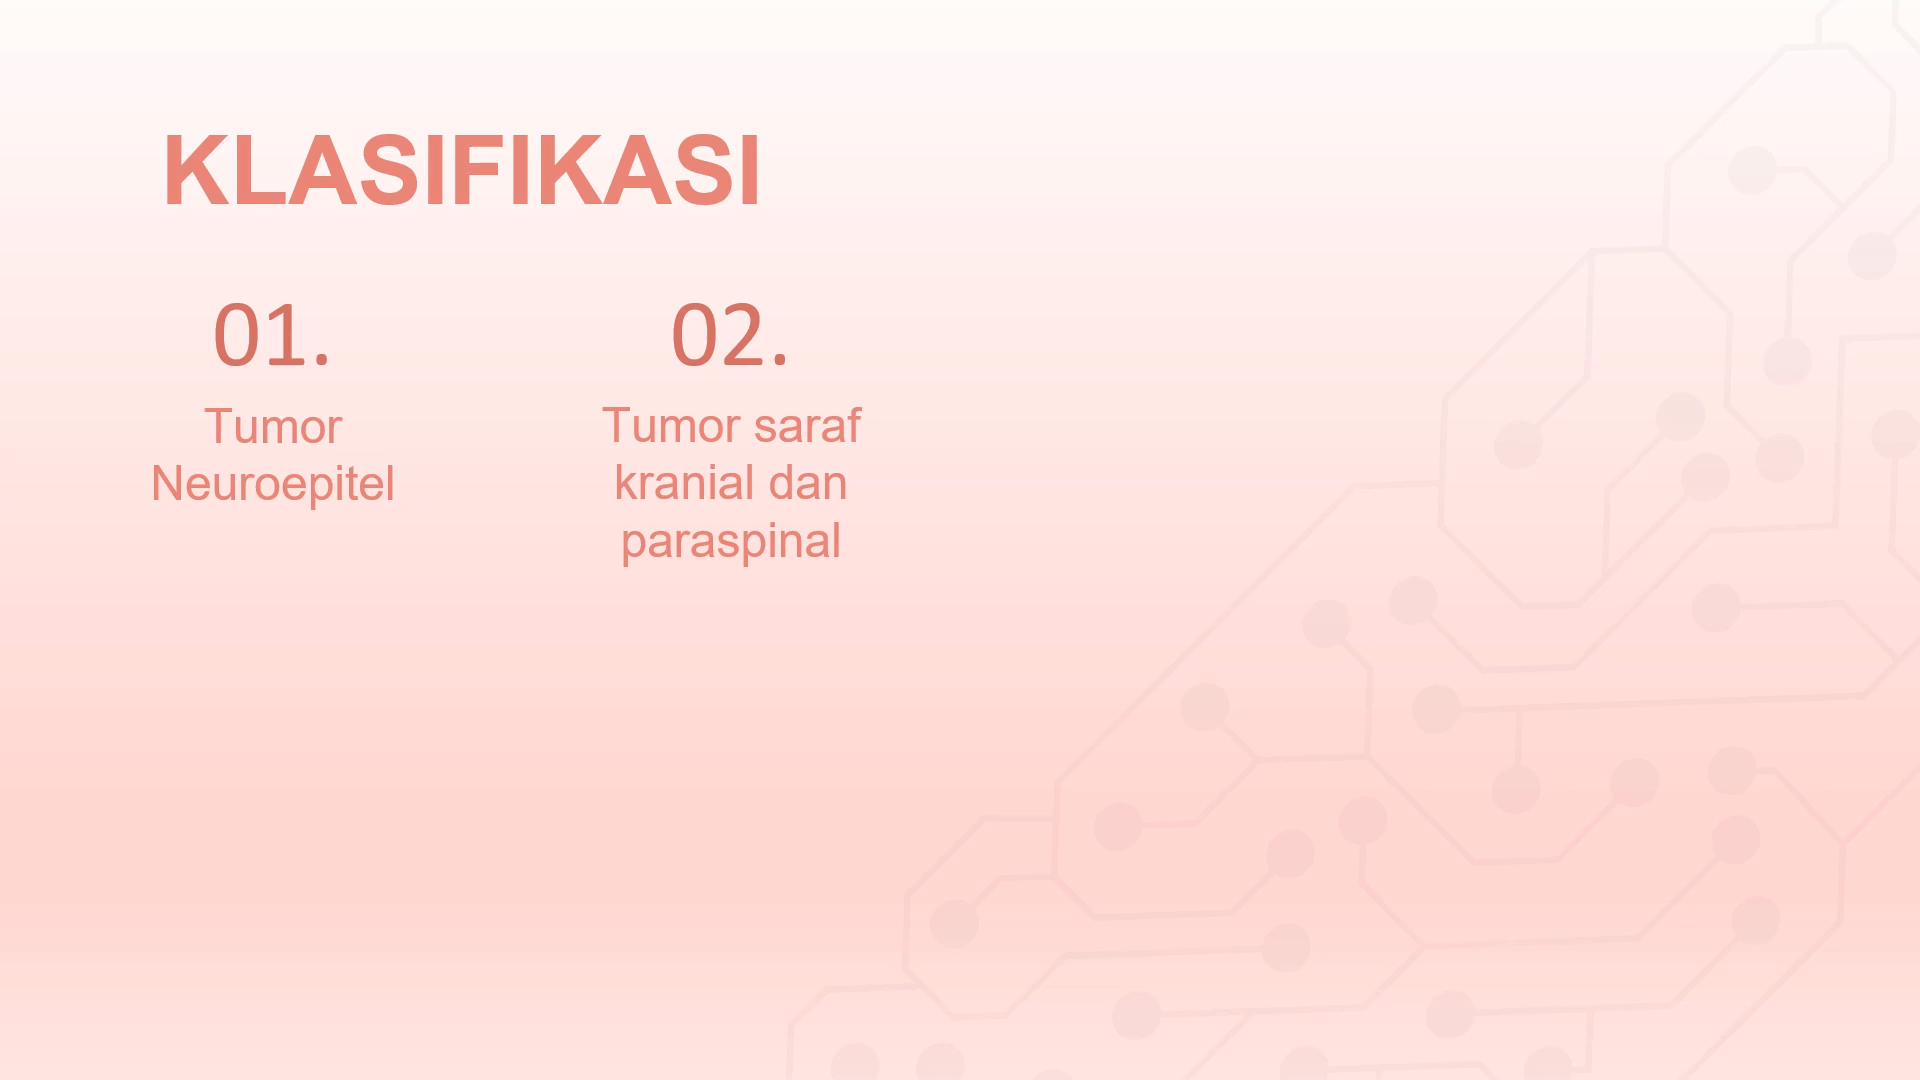 KLASIFIKASI
01.
Tumor
Neuroepitel
02.
Tumor saraf
kranial dan
paraspinal